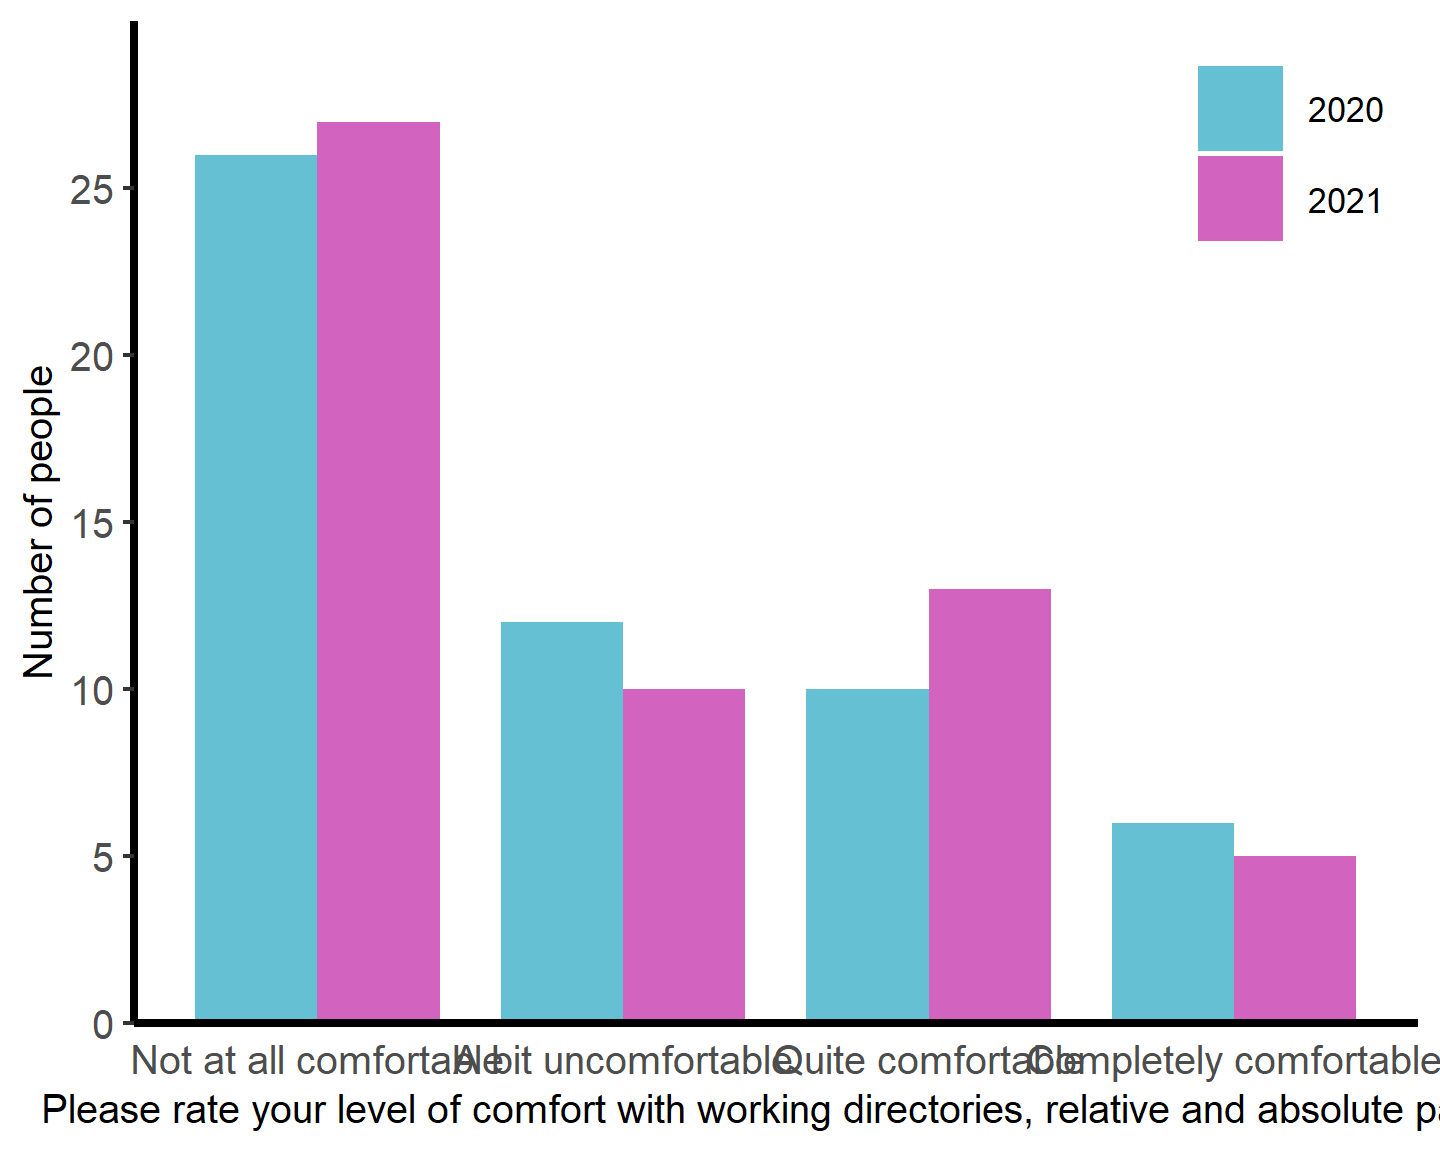 2020
2021
25
20
15
10
5
0
Number of people
Not at all comfortable A bit uncomfortable Quite comfortable Completely comfortable
Please rate your level of comfort with working directories, relative and absolute